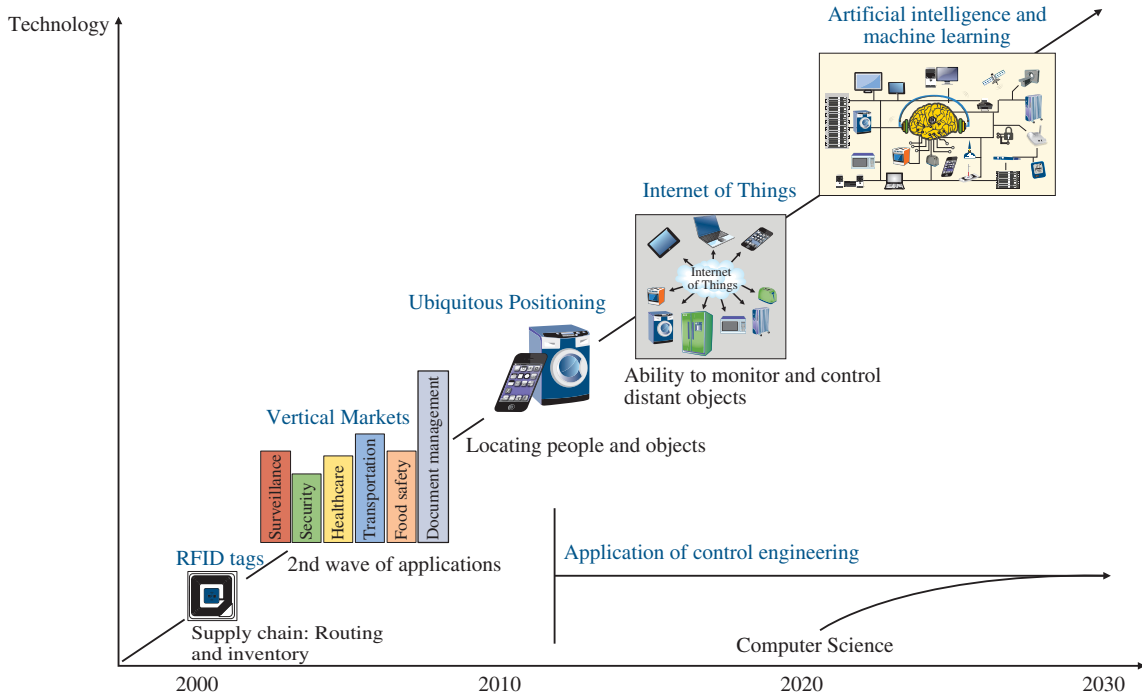 Technology
Artificial intelligence and
machine learning
Internet of Things
Internet
of Things
Ability to monitor and control
distant objects
Ubiquitous Positioning
Locating people and objects
Vertical Markets
Surveillance
Security
Healthcare
Transportation
Food safety
Document management
2nd wave of applications
RFID tags
Supply chain: Routing
and inventory
Application of control engineering
Computer Science
2000
2010
2020
2030